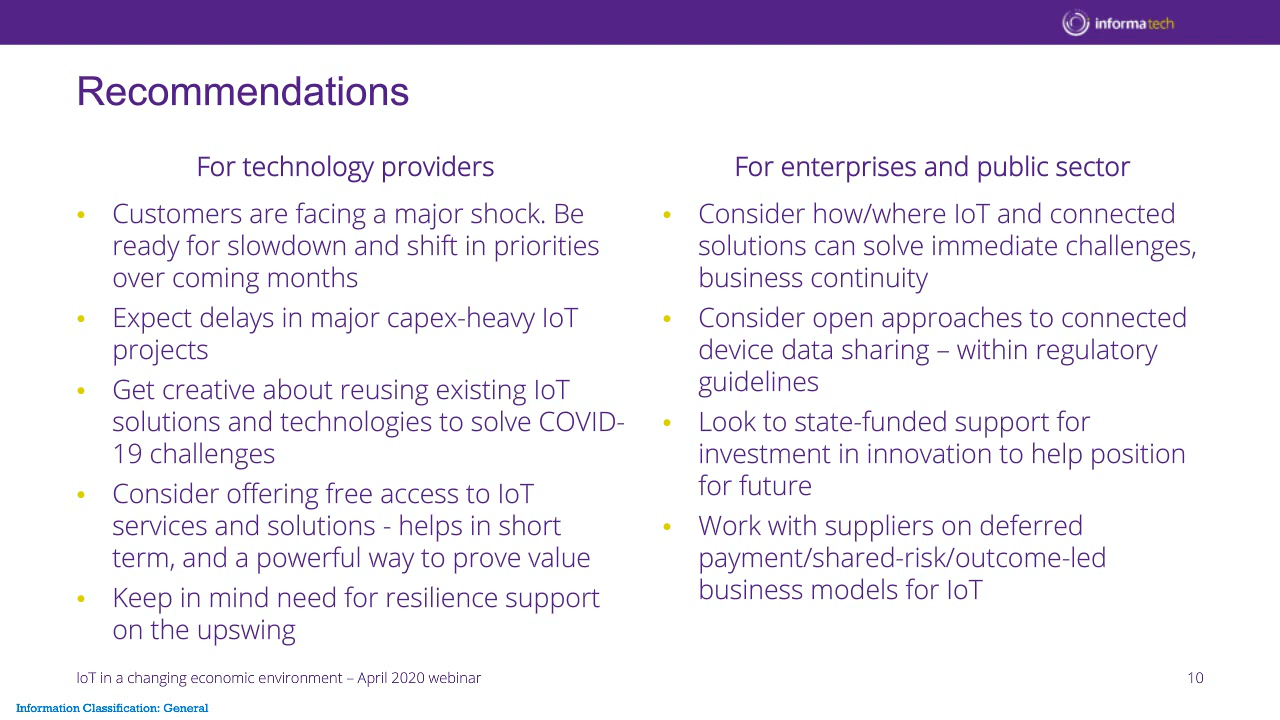 informa tech
Recommendations
For technology providers
• Customers are facing a major shock. Be
ready for slowdown and shift in priorities
over coming months
• Expect delays in major capex-heavy IoT
projects
• Get creative about reusing existing IoT
solutions and technologies to solve COVID-
19 challenges
• Consider offering free access to IoT
services and solutions - helps in short
term, and a powerful way to prove value
• Keep in mind need for resilience support
on the upswing
For enterprises and public sector
• Consider how/where IoT and connected
solutions can solve immediate challenges,
business continuity
• Consider open approaches to connected
device data sharing – within regulatory
guidelines
• Look to state-funded support for
investment in innovation to help position
for future
• Work with suppliers on deferred
payment/shared-risk/outcome-led
business models for IoT
IoT in a changing economic environment – April 2020 webinar
10
Information Classification: General